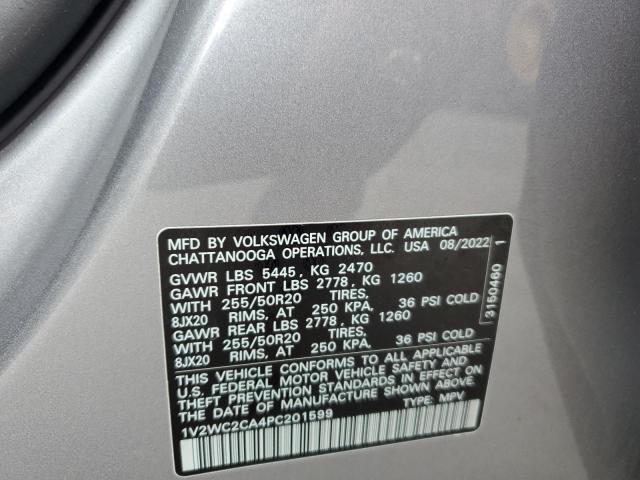 MFD BY VOLKSWAGEN GROUP OF AMERICA
CHATTANOOGA OPERATIONS, LLC. USA 08/2022
GVWR LBS 5445, KG 2470
GAWR FRONT LBS 2778, KG 1260
WITH 255/50R20 TIRES,
8JX20 RIMS, AT 250 KPA, 36 PSI COLD
GAWR REAR LBS 2778, KG 1260
WITH 255/50R20 TIRES,
8JX20 RIMS, AT 250 KPA, 36 PSI COLD
THIS VEHICLE CONFORMS TO ALL APPLICABLE
U.S. FEDERAL MOTOR VEHICLE SAFETY AND
THEFT PREVENTION STANDARDS IN EFFECT ON
THE DATE OF MANUFACTURE SHOWN ABOVE.
1V2WC2CA4PC201599 TYPE: MPV
3150460 1